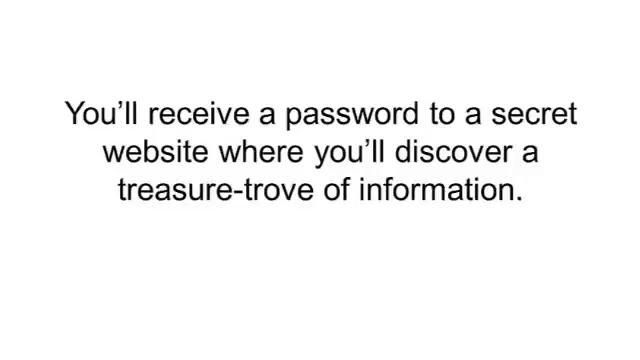 You’ll receive a password to a secret
website where you’ll discover a
treasure-trove of information.